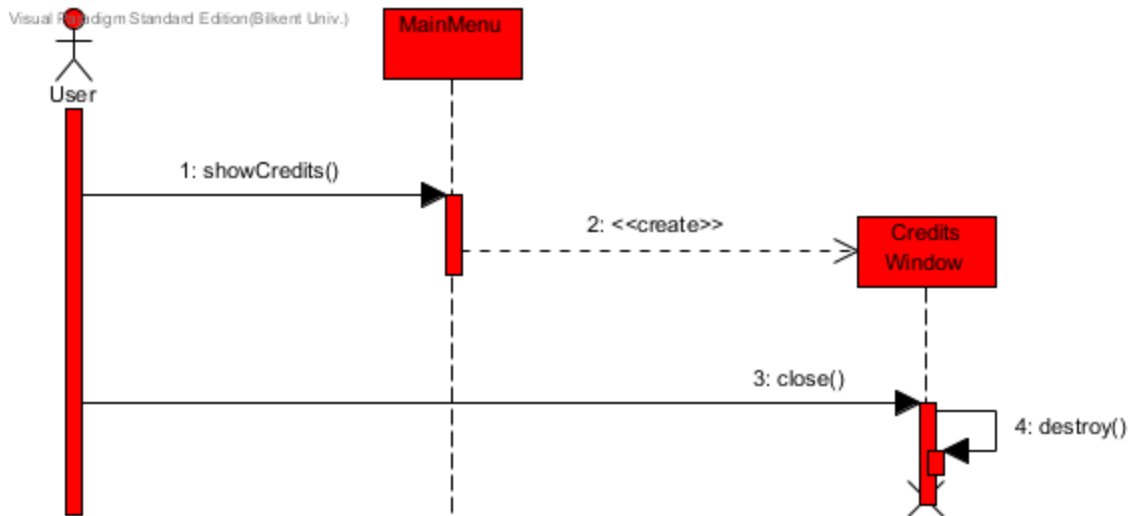 Visual Paradigm Standard Edition(Bilkent Univ.)
MainMenu
User
1: showCredits()
2: <<create>>
Credits
Window
3: close()
4: destroy()